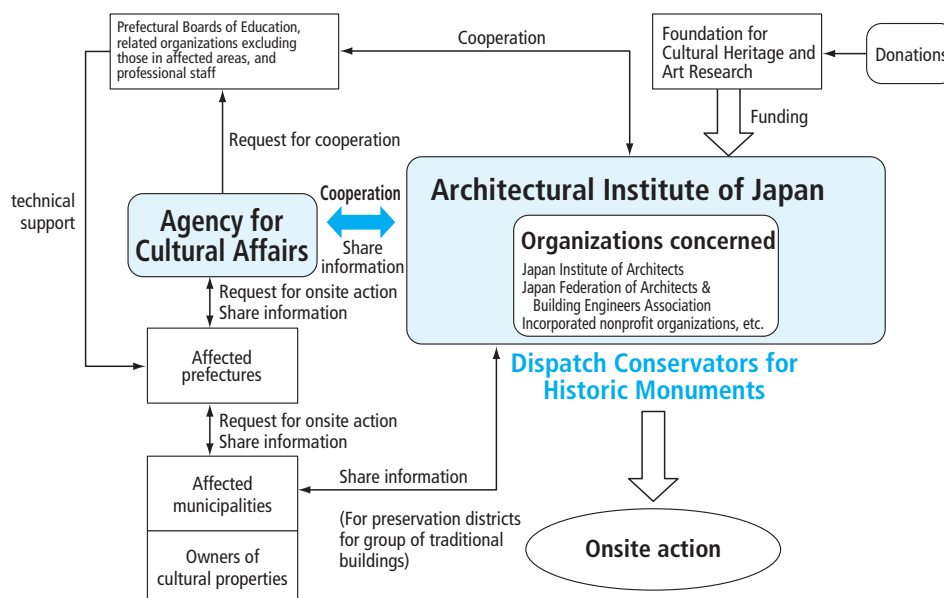 Prefectural Boards of Education,
related organizations excluding
those in affected areas, and
professional staff
Cooperation
Foundation for
Cultural Heritage and
Art Research
Donations
Funding
Request for cooperation
technical
support
Agency for
Cultural Affairs
Cooperation
Share
information
Architectural Institute of Japan
Organizations concerned
Japan Institute of Architects
Japan Federation of Architects &
Building Engineers Association
Incorporated nonprofit organizations, etc.
Request for onsite action
Share information
Affected
prefectures
Dispatch Conservators for
Historic Monuments
Request for onsite action
Share information
Affected
municipalities
Share information
(For preservation districts
for group of traditional
buildings)
Owners of
cultural properties
Onsite action